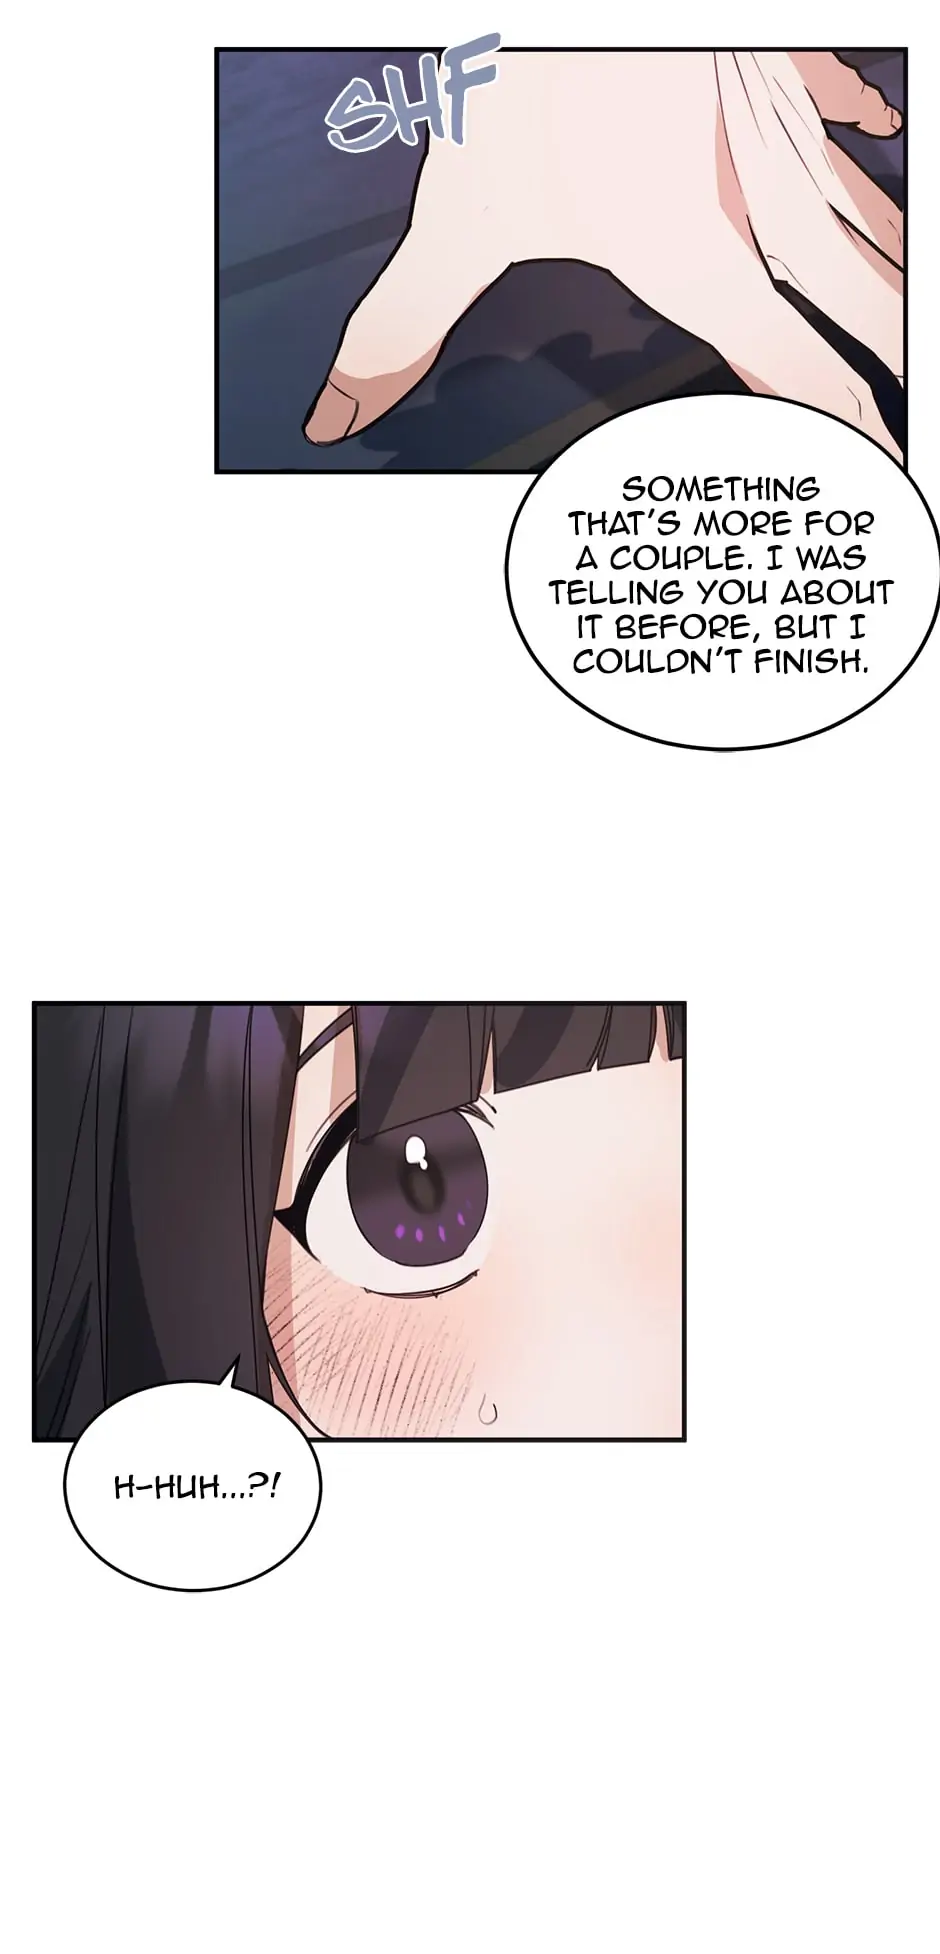 SHF
SOMETHING
THAT'S MORE FOR
A COUPLE. I WAS
TELLING YOU ABOUT
IT BEFORE, BUT I
COULDN'T FINISH.
H-HUH...?!